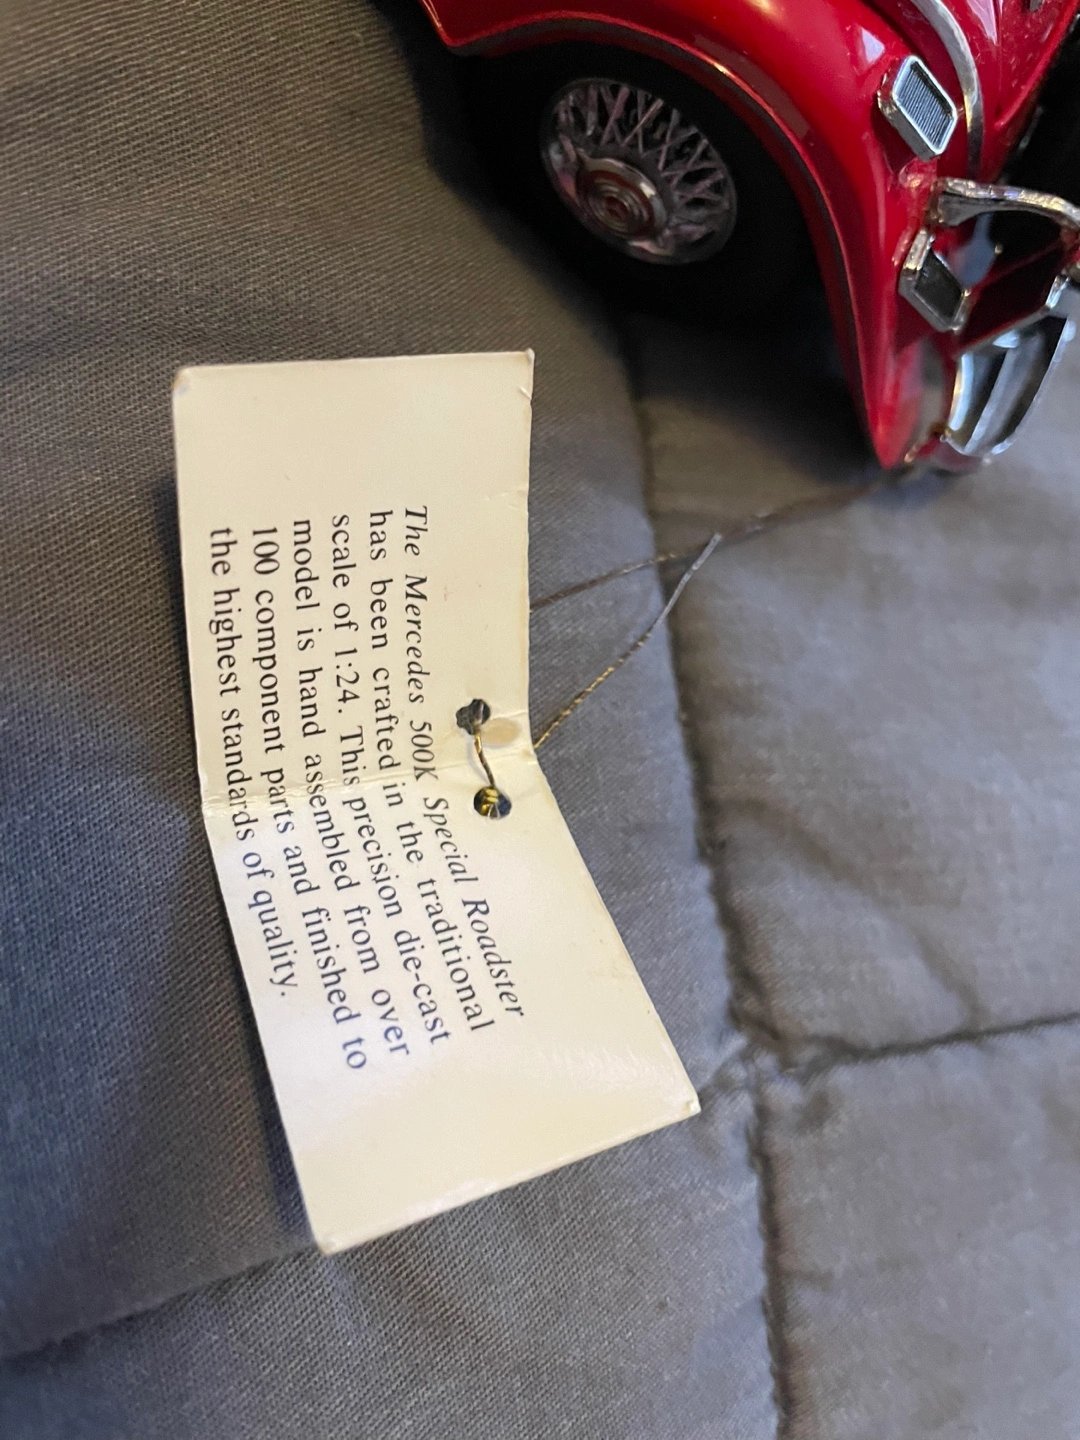 The Mercedes 500K Special Roadster
has been crafted in the traditional
scale of 1:24. This precision die-cast
model is hand assembled from over
100 component parts and finished to
the highest standards of quality.